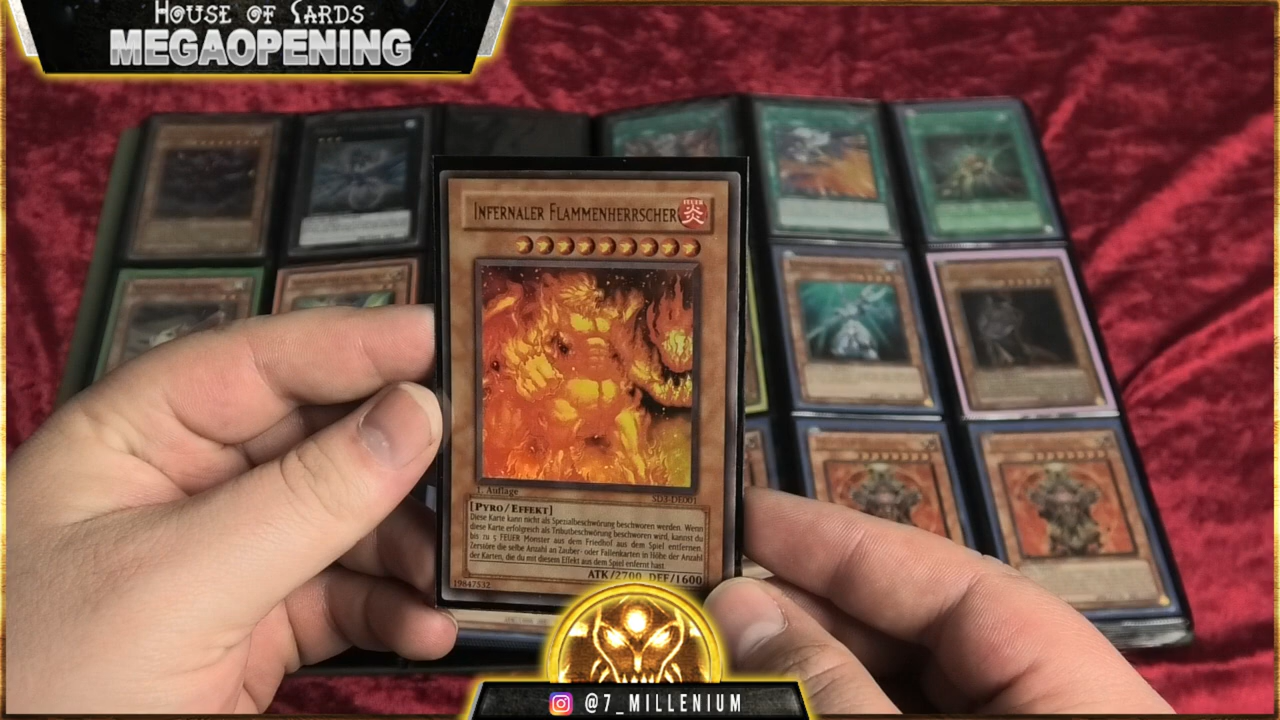 House of Cards
MEGAOPENING
Infernaler Flammenherrscher
FEUER
炎
1. Auflage
SD3-DE001
[Pyro/Effekt]
Diese Karte kann nicht als Spezialbeschwörung beschworen werden. Wenn
diese Karte erfolgreich als Tributbeschwörung beschworen wird, kannst du
bis zu 5 FEUER Monster aus dem Friedhof aus dem Spiel entfernen.
Zerstöre die selbe Anzahl an Zauber- oder Fallenkarten in Höhe der Anzahl
der Karten, die du mit diesem Effekt aus dem Spiel enfernt hast.
ATK/2700 DEF/1600
19847532
@7_MILLENIUM